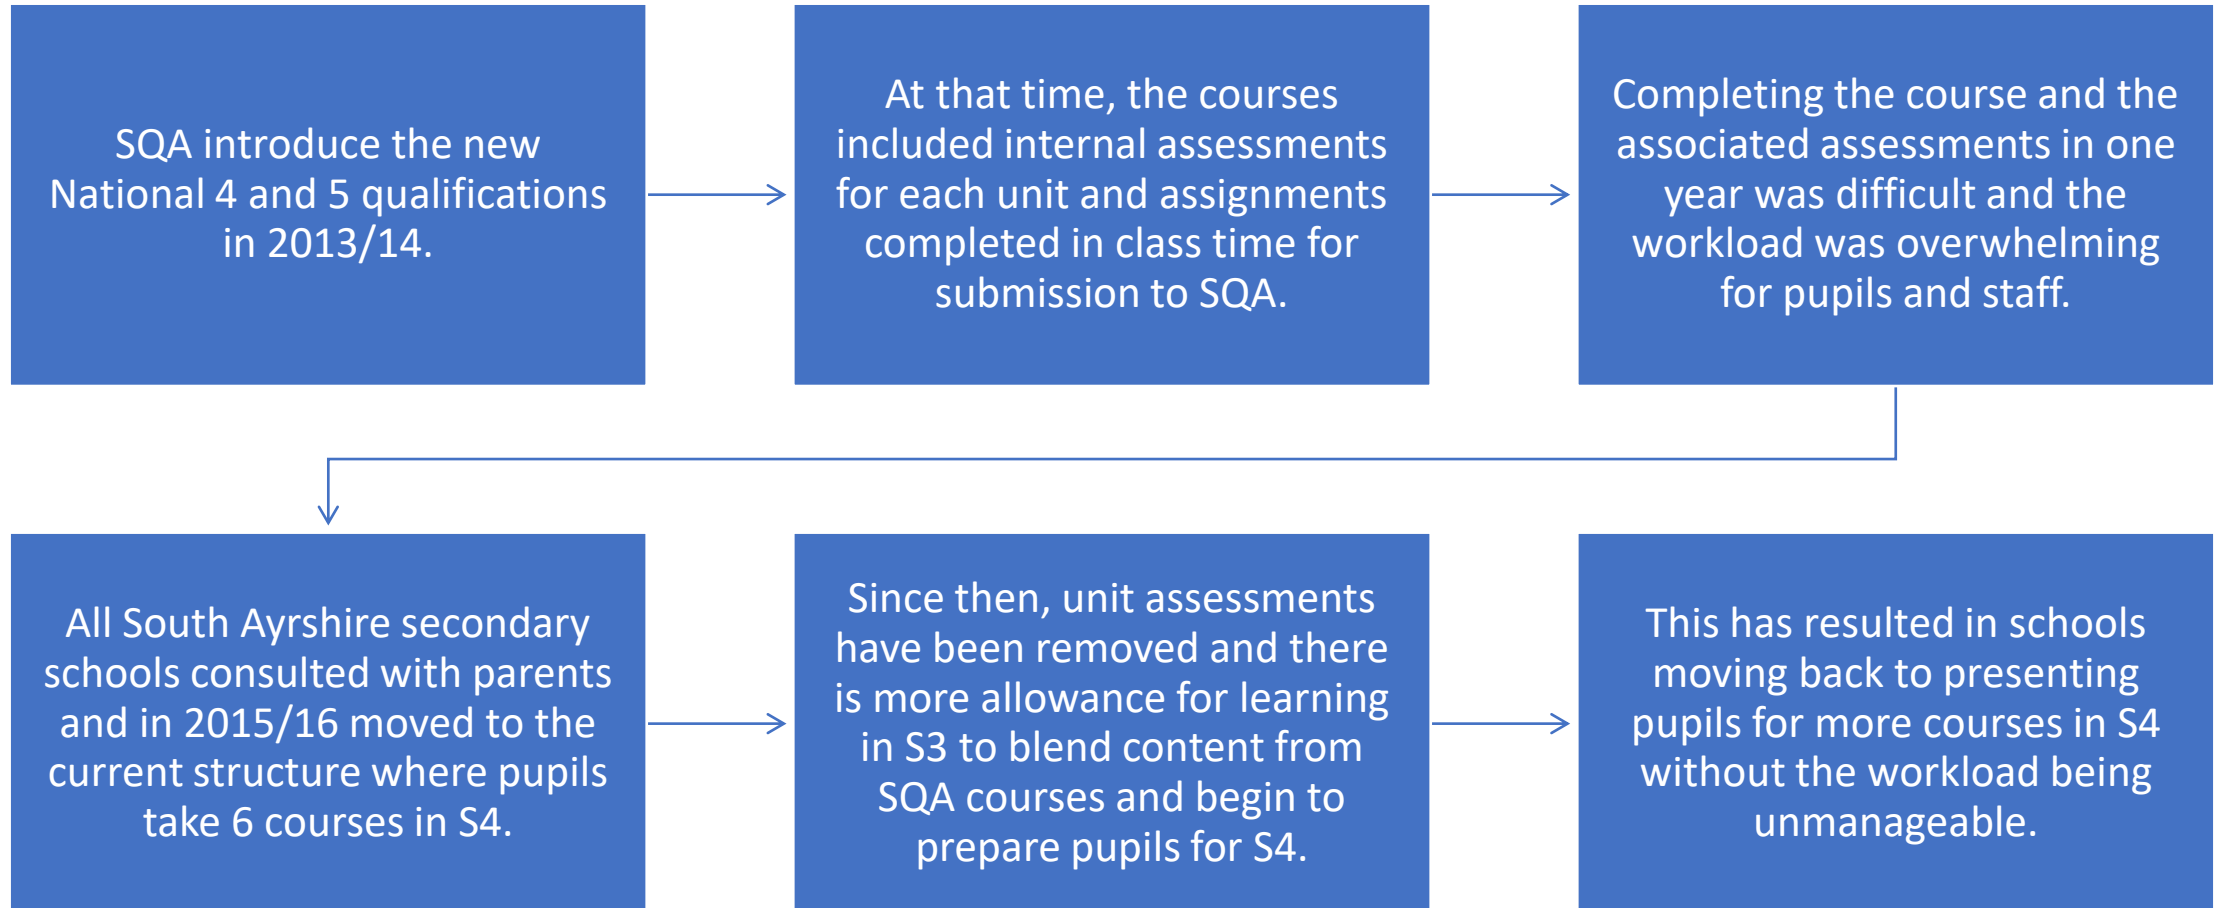 SQA introduce the new
National 4 and 5 qualifications
in 2013/14.
At that time, the courses
included internal assessments
for each unit and assignments
completed in class time for
submission to SQA.
Completing the course and the
associated assessments in one
year was difficult and the
workload was overwhelming
for pupils and staff.
All South Ayrshire secondary
schools consulted with parents
and in 2015/16 moved to the
current structure where pupils
take 6 courses in S4.
Since then, unit assessments
have been removed and there
is more allowance for learning
in S3 to blend content from
SQA courses and begin to
prepare pupils for S4.
This has resulted in schools
moving back to presenting
pupils for more courses in S4
without the workload being
unmanageable.